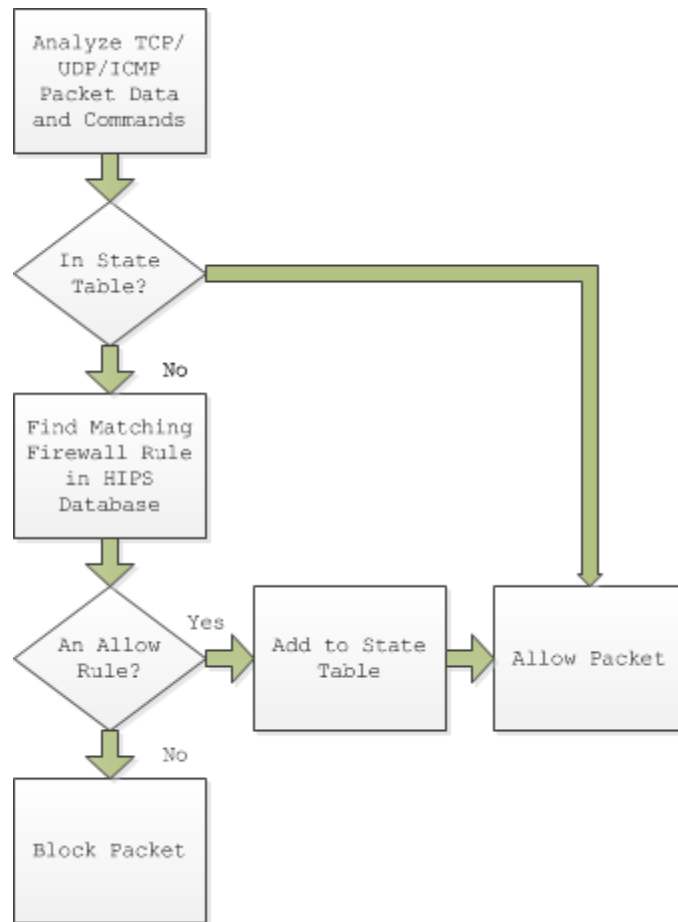 Analyze TCP/
UDP/ICMP
Packet Data
and Commands
In State
Table?
No
Find Matching
Firewall Rule
in HIPS
Database
An Allow
Rule?
Yes
Add to State
Table
Allow Packet
No
Block Packet